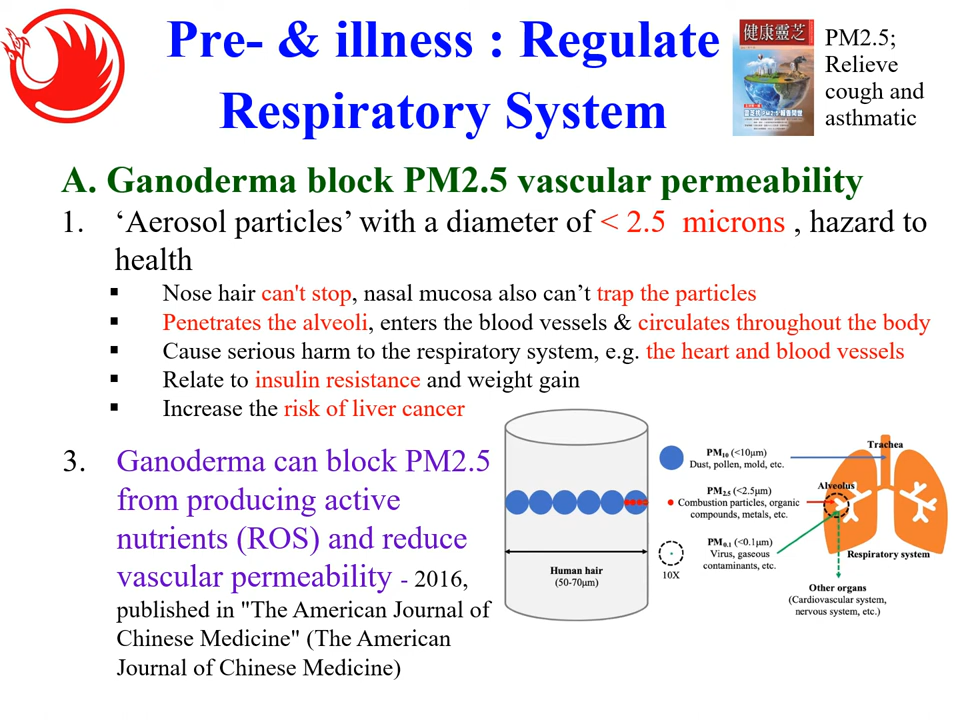 Pre- & illness : Regulate
Respiratory System
健康靈芝
PM2.5;
Relieve
cough and
asthmatic
A. Ganoderma block PM2.5 vascular permeability
1. ‘Aerosol particles’ with a diameter of < 2.5 microns , hazard to
health
▪ Nose hair can't stop, nasal mucosa also can’t trap the particles
▪ Penetrates the alveoli, enters the blood vessels & circulates throughout the body
▪ Cause serious harm to the respiratory system, e.g. the heart and blood vessels
▪ Relate to insulin resistance and weight gain
▪ Increase the risk of liver cancer
3. Ganoderma can block PM2.5
from producing active
nutrients (ROS) and reduce
vascular permeability - 2016,
published in "The American Journal of
Chinese Medicine" (The American
Journal of Chinese Medicine)
Human hair
(50-70μm)
PM10 (<10μm)
Dust, pollen, mold, etc.
PM2.5 (<2.5μm)
Combustion particles, organic
compounds, metals, etc.
PM0.1 (<0.1μm)
Virus, gaseous
contaminants, etc.
10X
Trachea
Alveolus
Respiratory system
Other organs
(Cardiovascular system,
nervous system, etc.)